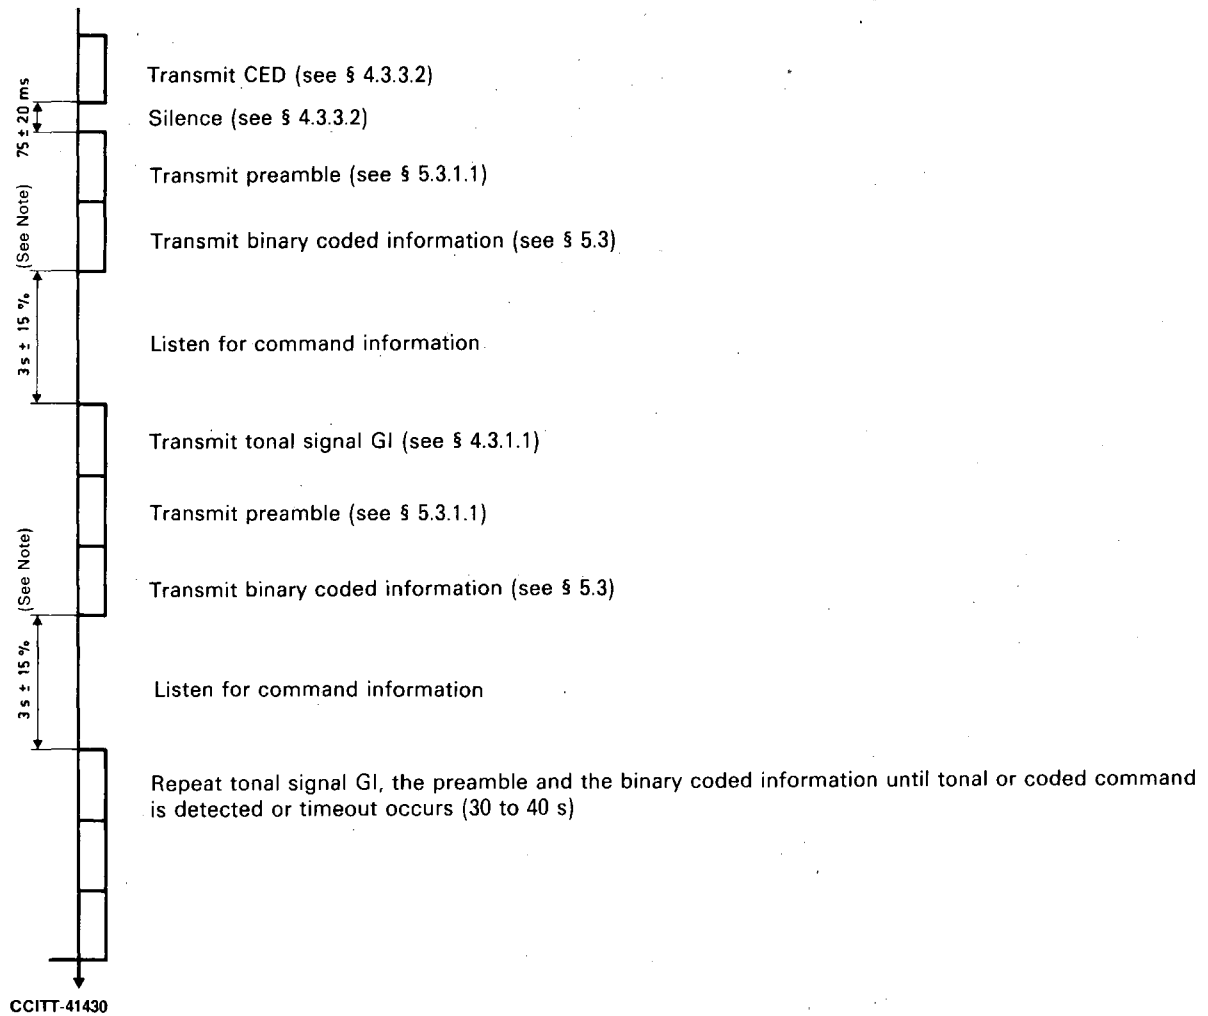 Transmit CED (see § 4.3.3.2)
75 ± 20 ms
Silence (see § 4.3.3.2)
Transmit preamble (see § 5.3.1.1)
(See Note)
Transmit binary coded information (see § 5.3)
3 s ± 15 %
Listen for command information
Transmit tonal signal GI (see § 4.3.1.1)
Transmit preamble (see § 5.3.1.1)
(See Note)
Transmit binary coded information (see § 5.3)
3 s ± 15 %
Listen for command information
Repeat tonal signal GI, the preamble and the binary coded information until tonal or coded command
is detected or timeout occurs (30 to 40 s)
CCITT-41430